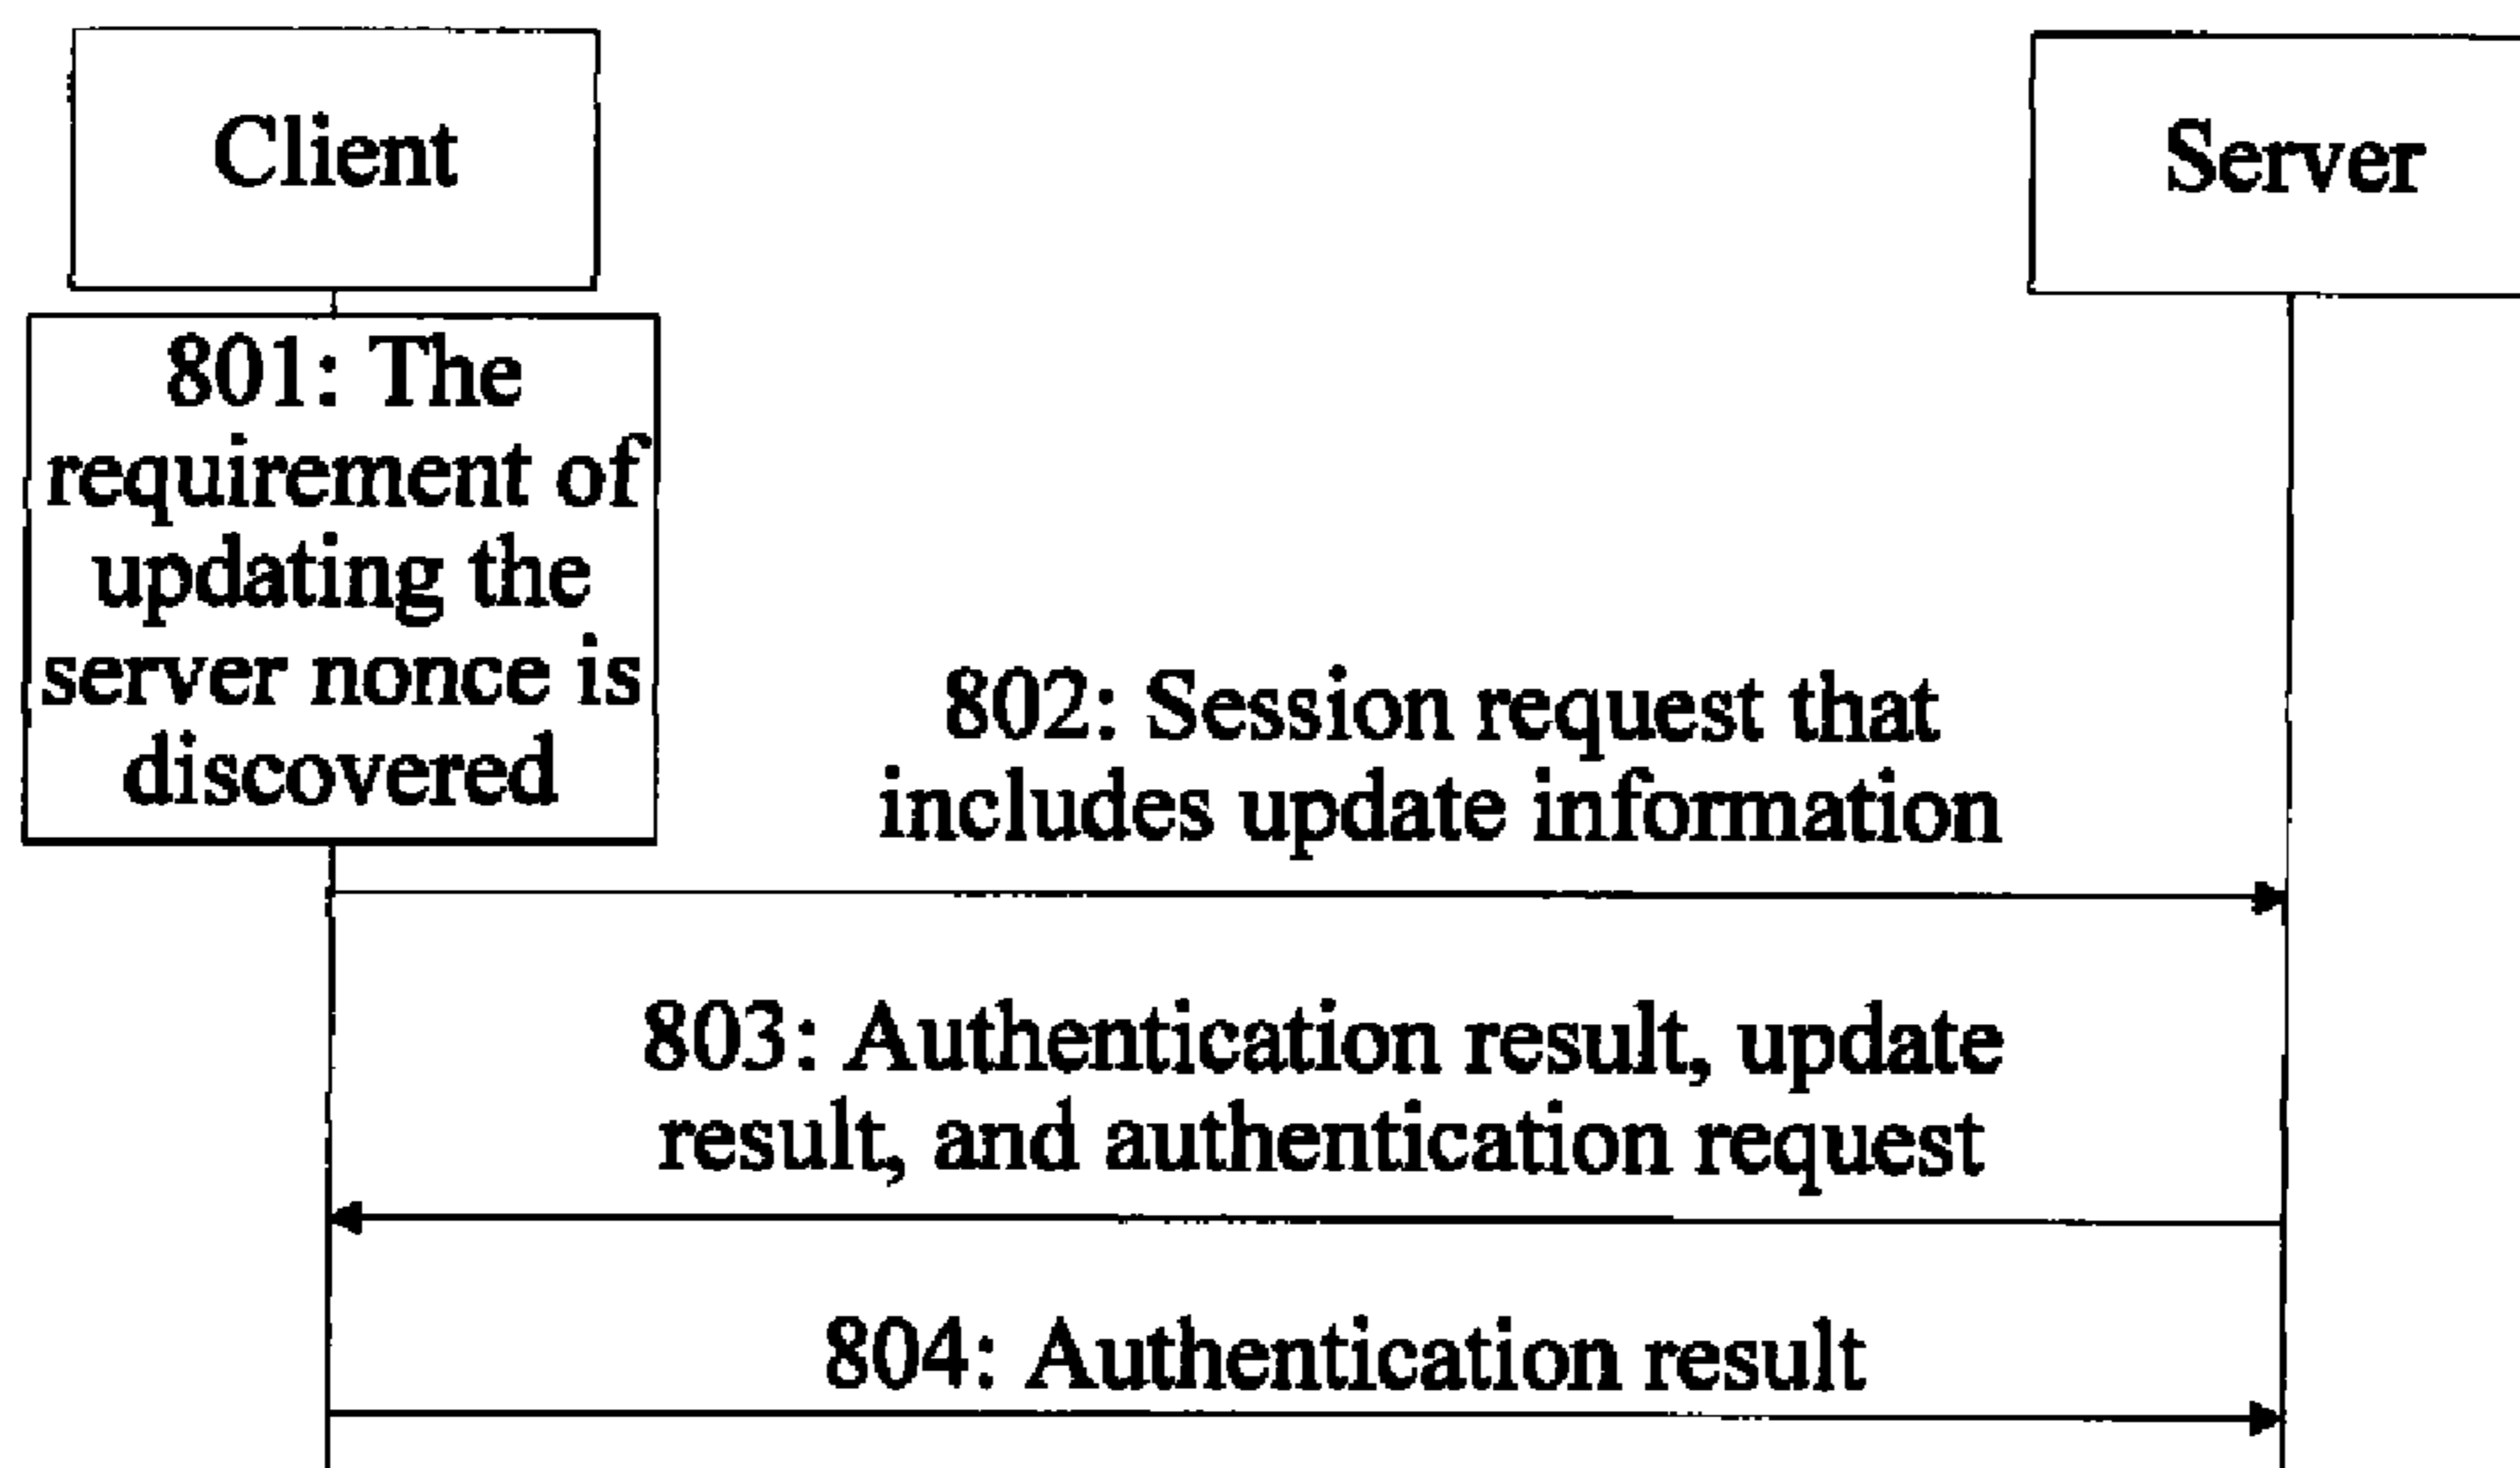 Client
Server
801: The
requirement of
updating the
server nonce is
discovered
802: Session request that
includes update information
803: Authentication result, update
result, and authentication request
804: Authentication result